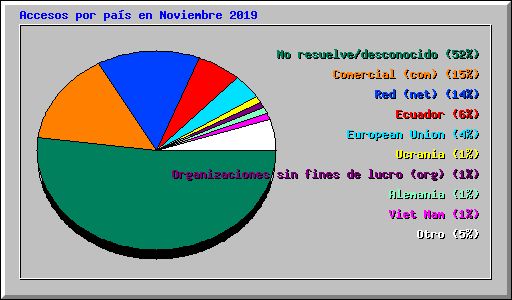 Accesos por país en Noviembre 2019
No resuelve/desconocido (52%)
Comercial (com) (15%)
Red (net) (14%)
Ecuador (6%)
European Union (4%)
Ucrania (1%)
Organizaciones sin fines de lucro (org) (1%)
Alemania (1%)
Viet Nam (1%)
Otro (5%)